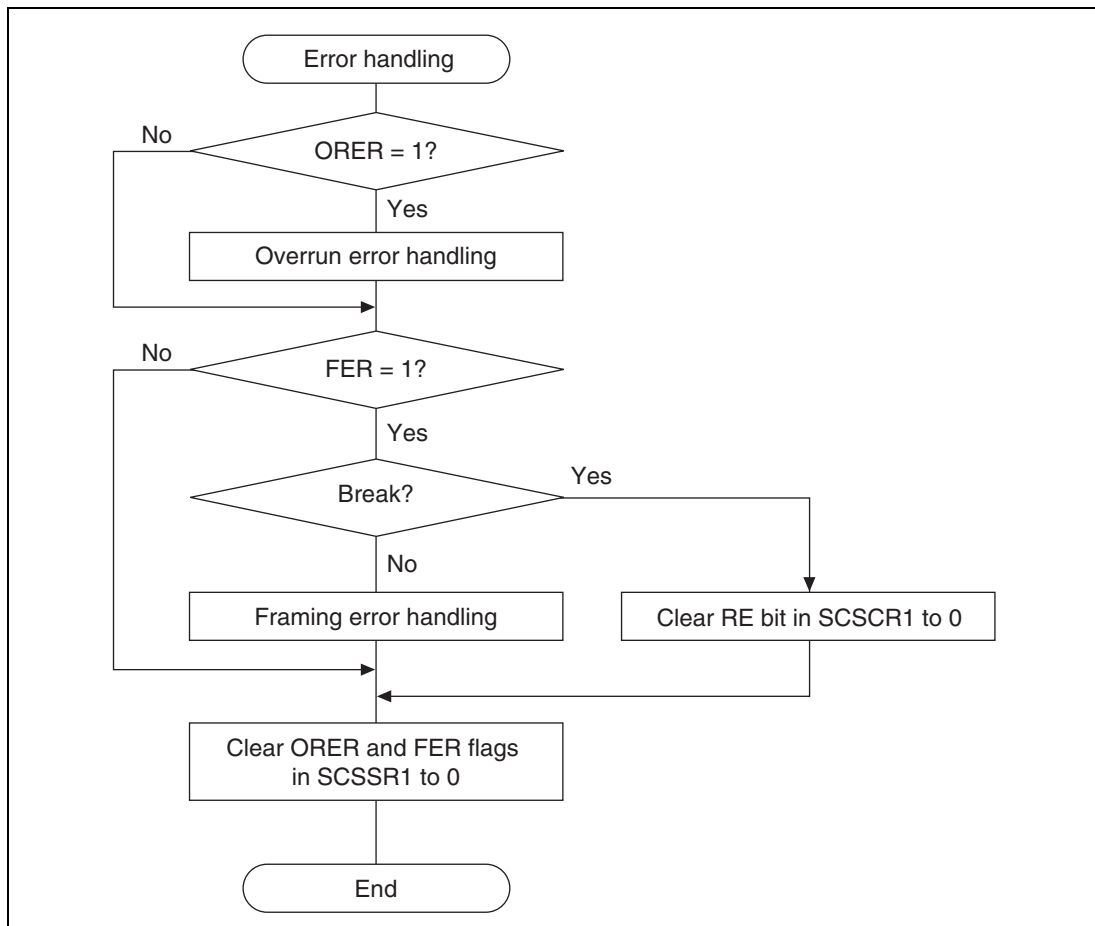 Error handling
No
ORER = 1?
Yes
Overrun error handling
No
FER = 1?
Yes
Break?
Yes
No
Framing error handling
Clear RE bit in SCSCR1 to 0
Clear ORER and FER flags
in SCSSR1 to 0
End